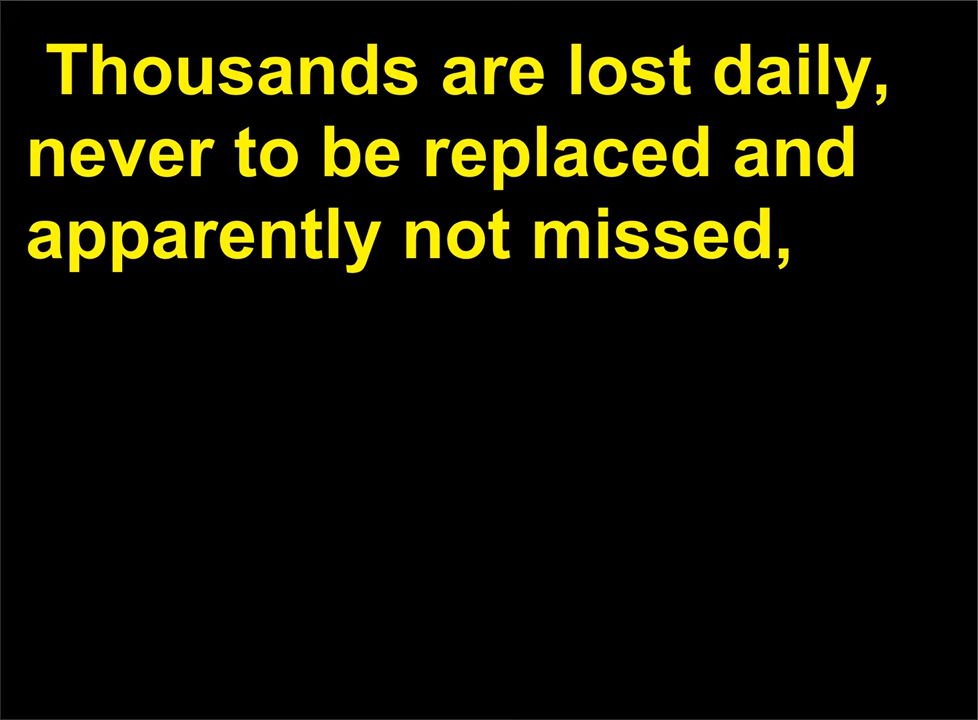 Thousands are lost daily,
never to be replaced and
apparently not missed,